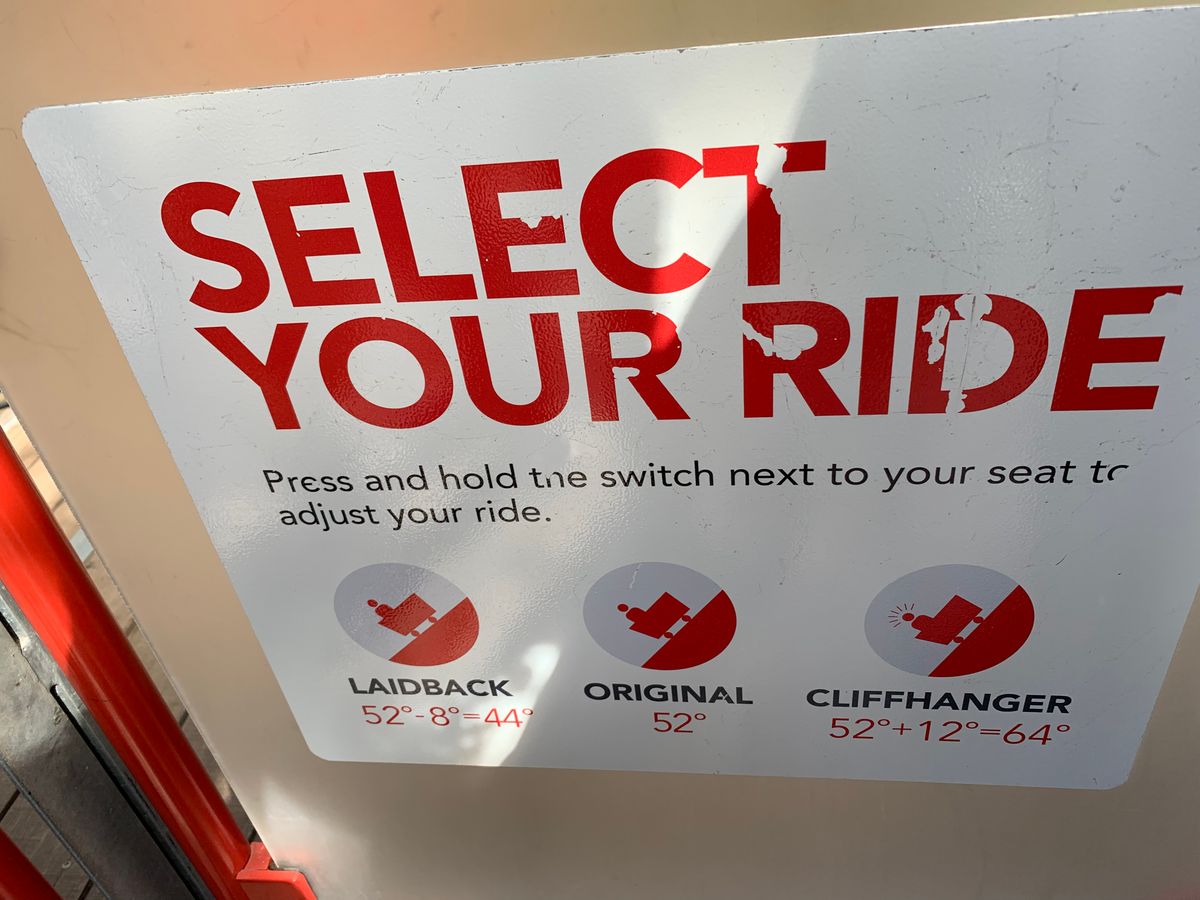 SELECT
YOUR RIDE
Press and hold the switch next to your seat to
adjust your ride.
LAIDBACK
52°-8°=44°
ORIGINAL
52°
CLIFFHANGER
52°+12°=64°